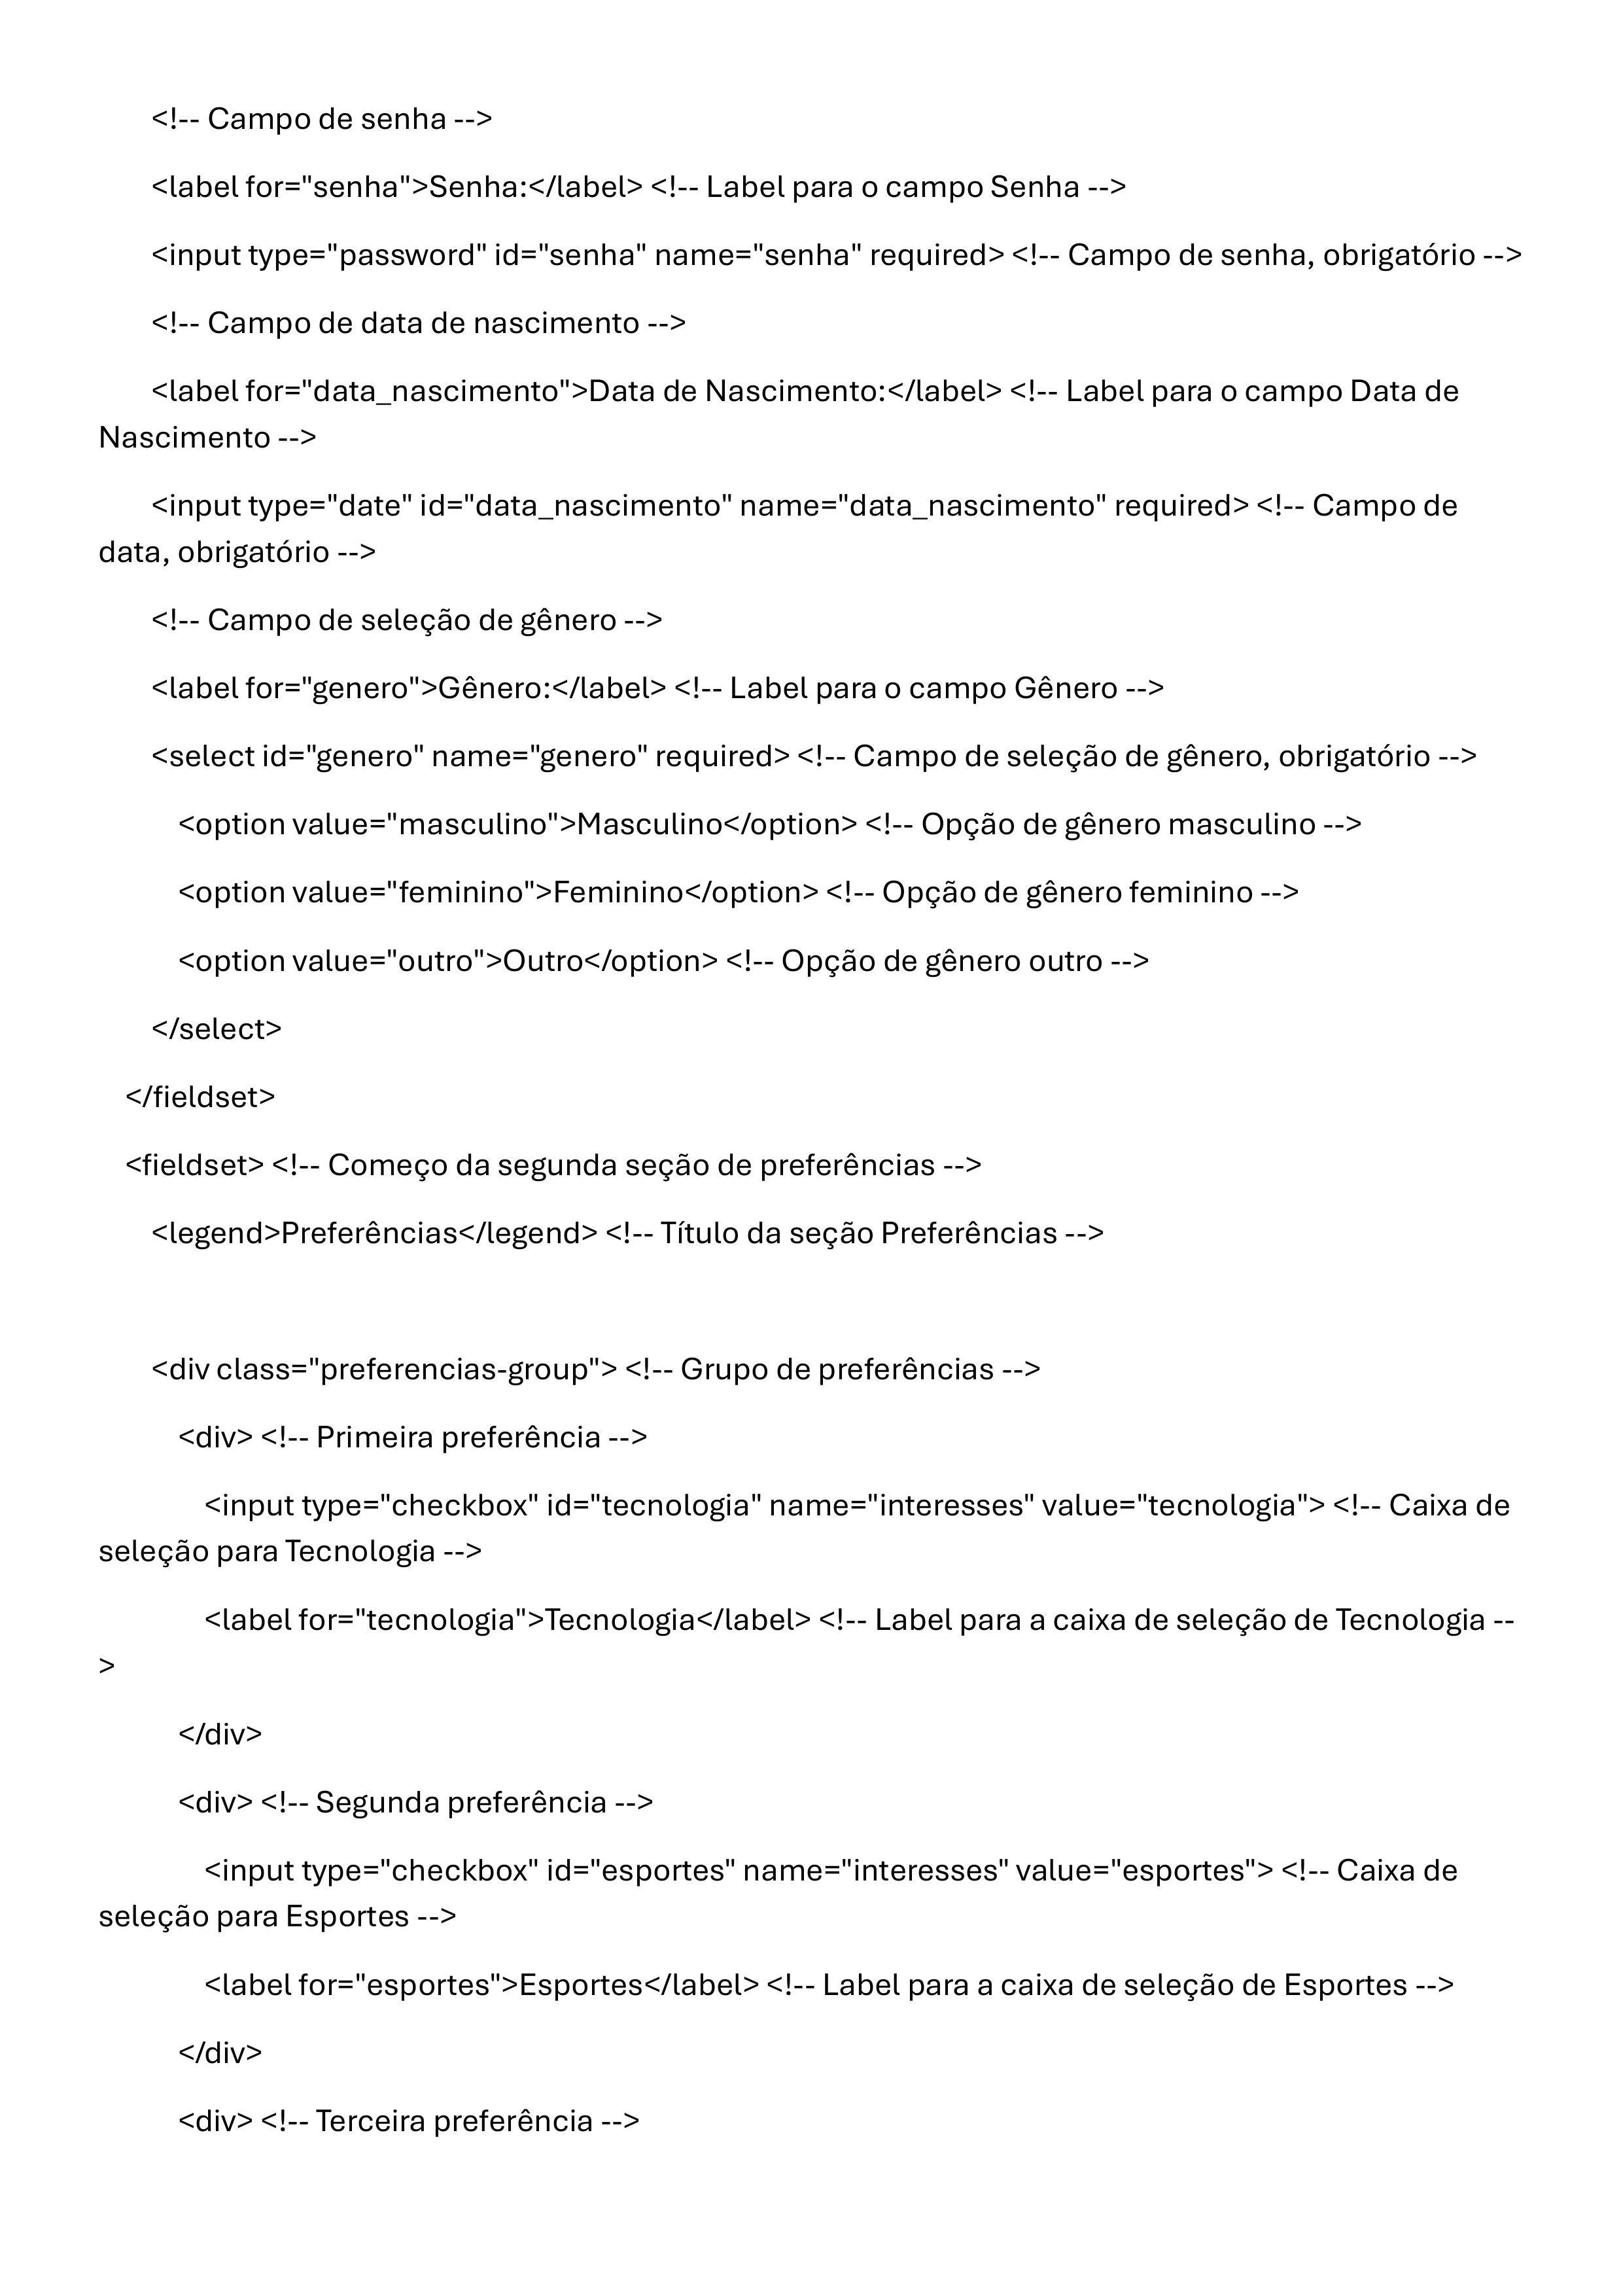 <!-- Campo de senha -->
<label for="senha">Senha:</label> <!-- Label para o campo Senha -->
<input type="password" id="senha" name="senha" required> <!-- Campo de senha, obrigatório -->
<!-- Campo de data de nascimento -->
<label for="data_nascimento">Data de Nascimento:</label> <!-- Label para o campo Data de
Nascimento -->
<input type="date" id="data_nascimento" name="data_nascimento" required> <!-- Campo de
data, obrigatório -->
<!-- Campo de seleção de gênero -->
<label for="genero">Gênero:</label> <!-- Label para o campo Gênero -->
<select id="genero" name="genero" required> <!-- Campo de seleção de gênero, obrigatório -->
<option value="masculino">Masculino</option> <!-- Opção de gênero masculino -->
<option value="feminino">Feminino</option> <!-- Opção de gênero feminino -->
<option value="outro">Outro</option> <!-- Opção de gênero outro -->
</select>
</fieldset>
<fieldset> <!-- Começo da segunda seção de preferências -->
<legend>Preferências</legend> <!-- Título da seção Preferências -->
<div class="preferencias-group"> <!-- Grupo de preferências -->
<div> <!-- Primeira preferência -->
<input type="checkbox" id="tecnologia" name="interesses" value="tecnologia"> <!-- Caixa de
seleção para Tecnologia -->
<label for="tecnologia">Tecnologia</label> <!-- Label para a caixa de seleção de Tecnologia --
>
</div>
<div> <!-- Segunda preferência -->
<input type="checkbox" id="esportes" name="interesses" value="esportes"> <!-- Caixa de
seleção para Esportes -->
<label for="esportes">Esportes</label> <!-- Label para a caixa de seleção de Esportes -->
</div>
<div> <!-- Terceira preferência -->